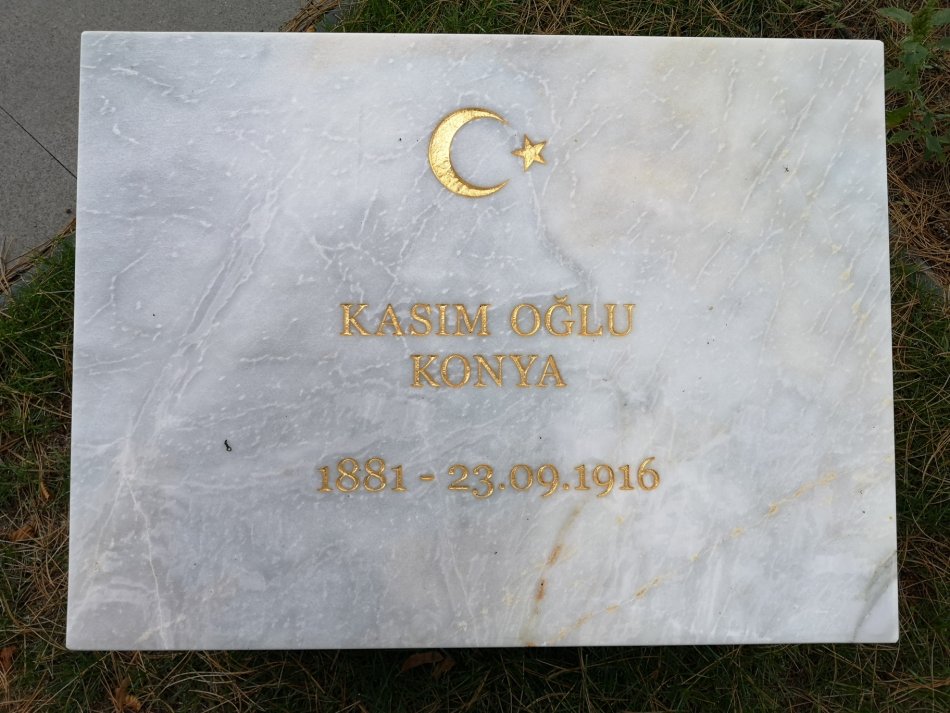 KASIM OĞLU
KONYA
1881 - 23.09.1916